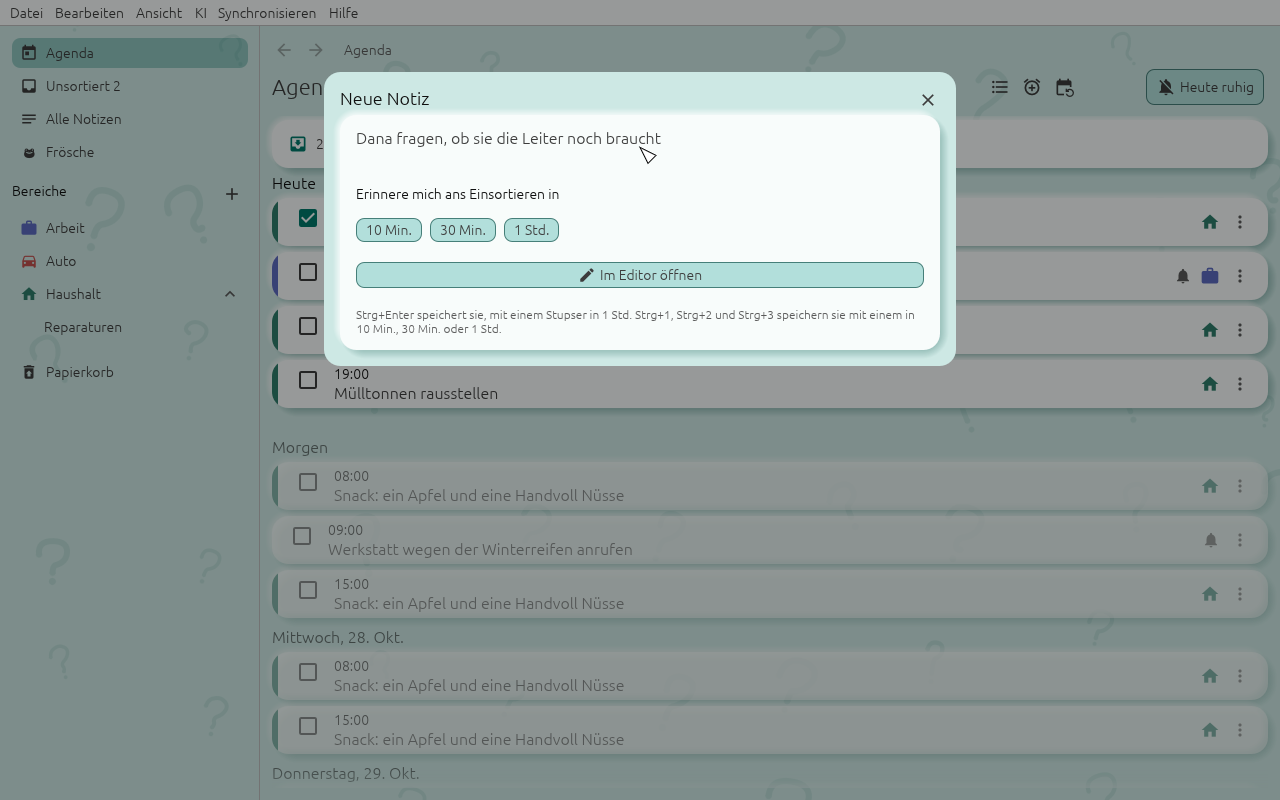 Datei Bearbeiten Ansicht KI Synchronisieren Hilfe
Agenda
Unsortiert 2
Alle Notizen
Frösche
Bereiche
Arbeit
Auto
Haushalt
Reparaturen
Papierkorb
Agenda
Heute ruhig
2
Neue Notiz
Dana fragen, ob sie die Leiter noch braucht
Erinnere mich ans Einsortieren in
10 Min. 30 Min. 1 Std.
Im Editor öffnen
Strg+Enter speichert sie, mit einem Stupser in 1 Std. Strg+1, Strg+2 und Strg+3 speichern sie mit einem in
10 Min., 30 Min. oder 1 Std.
Heute
19:00
Mülltonnen rausstellen
Morgen
08:00
Snack: ein Apfel und eine Handvoll Nüsse
09:00
Werkstatt wegen der Winterreifen anrufen
15:00
Snack: ein Apfel und eine Handvoll Nüsse
Mittwoch, 28. Okt.
08:00
Snack: ein Apfel und eine Handvoll Nüsse
15:00
Snack: ein Apfel und eine Handvoll Nüsse
Donnerstag, 29. Okt.